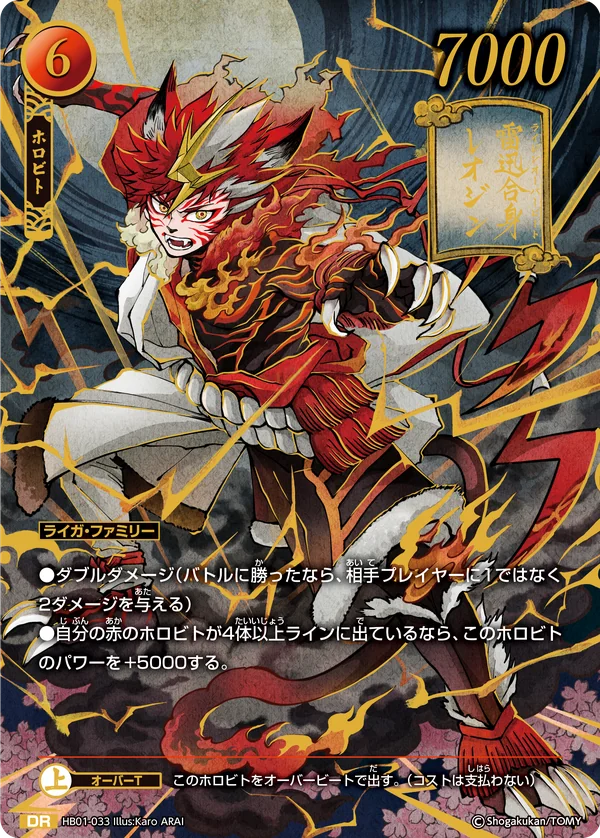 6
7000
ホロビト
雷迅合身
レオジン
ライガ・ファミリー
●ダブルダメージ(バトルに勝ったなら、相手プレイヤーに1ではなく
2ダメージを与える)
●自分の赤のホロビトが4体以上ラインに出ているなら、このホロビト
のパワーを+5000する。
上 オーバーT このホロビトをオーバービートで出す。(コストは支払わない)
DR HB01-033 Illus:Karo ARAI
© Shogakukan/TOMY